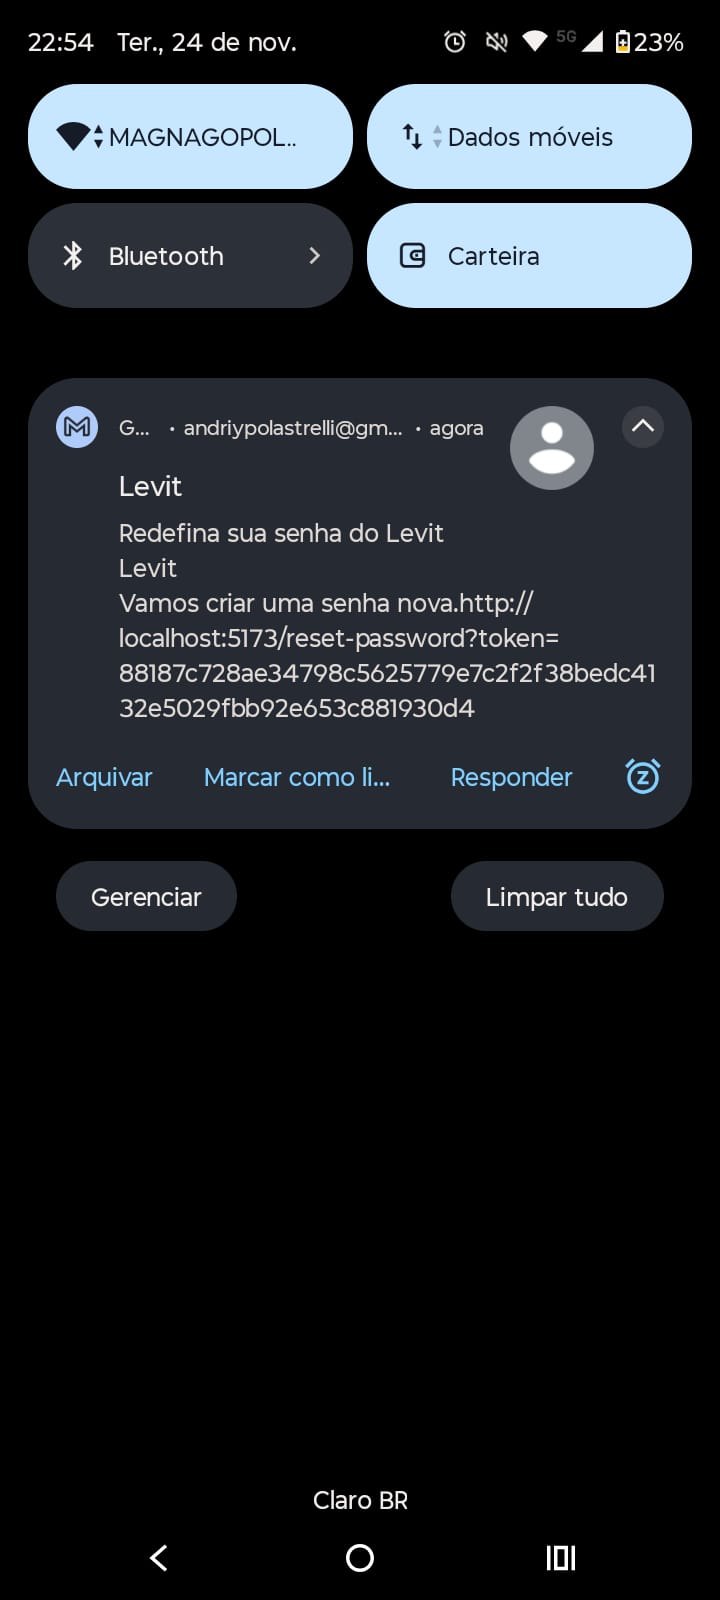 22:54 Ter., 24 de nov. 5G 23%
MAGNAGOPOL.. Dados móveis
Bluetooth Carteira
G... • andriypolastrelli@gm... • agora
Levit
Redefina sua senha do Levit
Levit
Vamos criar uma senha nova.http://
localhost:5173/reset-password?token=
88187c728ae34798c5625779e7c2f2f38bedc41
32e5029fbb92e653c881930d4
Arquivar Marcar como li... Responder
Gerenciar Limpar tudo
Claro BR